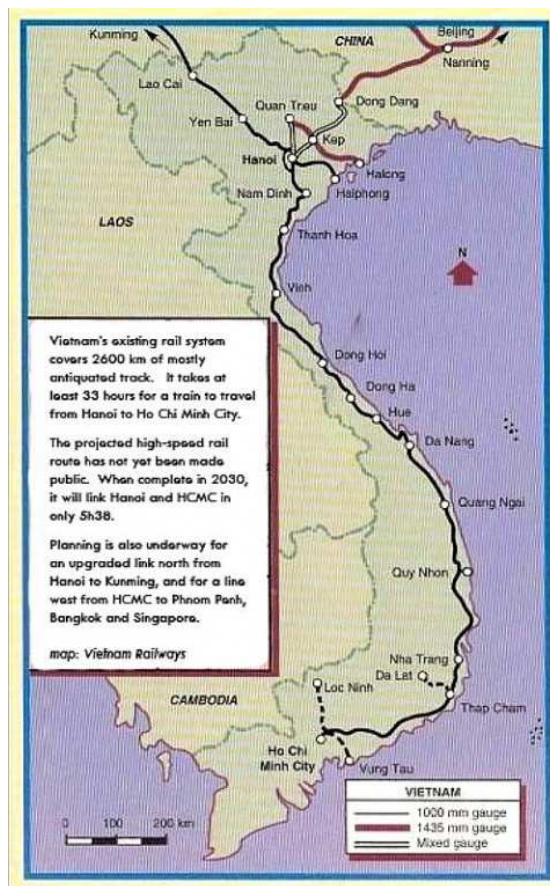 Kunming
Beijing
CHINA
Nanning
Lao Cai
Quan Trieu
Dong Dang
Yen Bai
Kep
Hanoi
Halong
Nam Dinh
Haiphong
LAOS
Thanh Hoa
N
Vinh
Vietnam's existing rail system
covers 2600 km of mostly
antiquated track. It takes at
least 33 hours for a train to travel
from Hanoi to Ho Chi Minh City.
The projected high-speed rail
route has not yet been made
public. When complete in 2030,
it will link Hanoi and HCMC in
only 5h38.
Planning is also underway for
an upgraded link north from
Hanoi to Kunming, and for a line
west from HCMC to Phnom Penh,
Bangkok and Singapore.
map: Vietnam Railways
Dong Hoi
Dong Ha
Hue
Da Nang
Quang Ngai
Quy Nhon
Nha Trang
Da Lat
Loc Ninh
Thap Cham
CAMBODIA
Ho Chi
Minh City
Vung Tau
VIETNAM
1000 mm gauge
1435 mm gauge
Mixed gauge
0 100 200 km